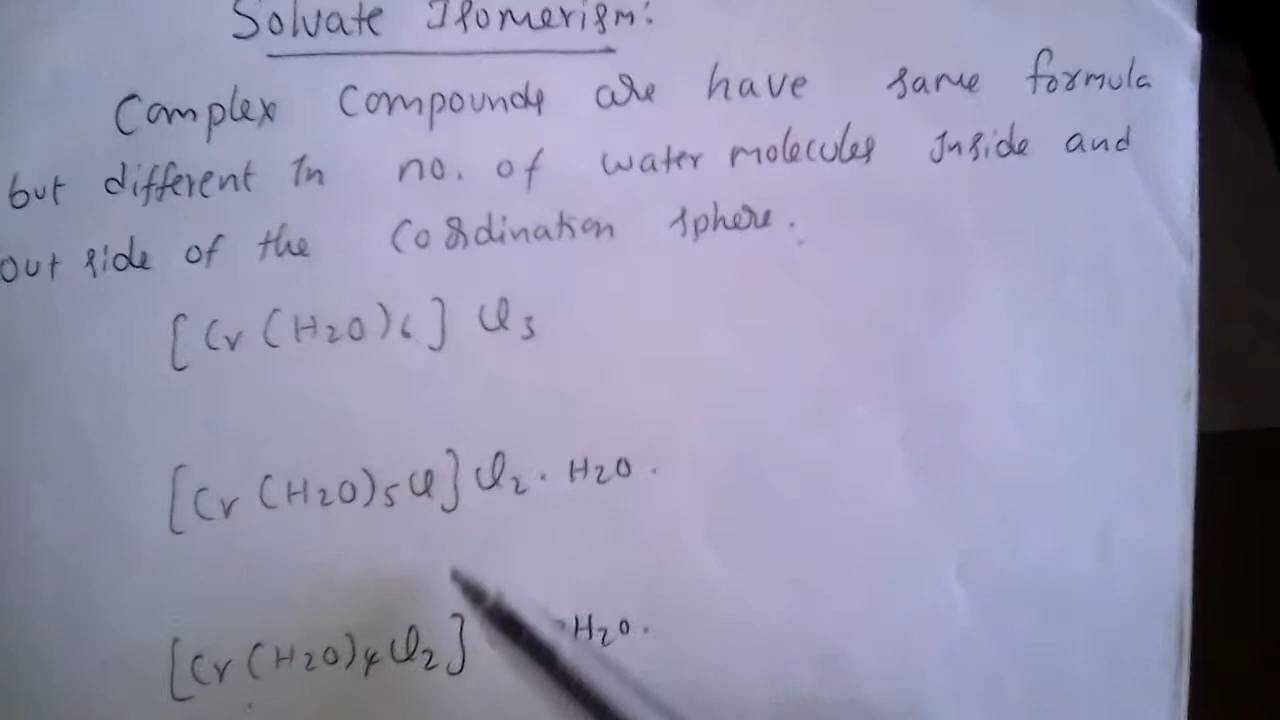 Solvate Isomerism:
Complex compounds are have same formula
but different In no. of water molecules Inside and
out side of the Coordination sphere.
[Cr(H2O)6] Cl3
[Cr(H2O)5Cl] Cl2 . H2O .
[Cr(H2O)4Cl2] H2O.